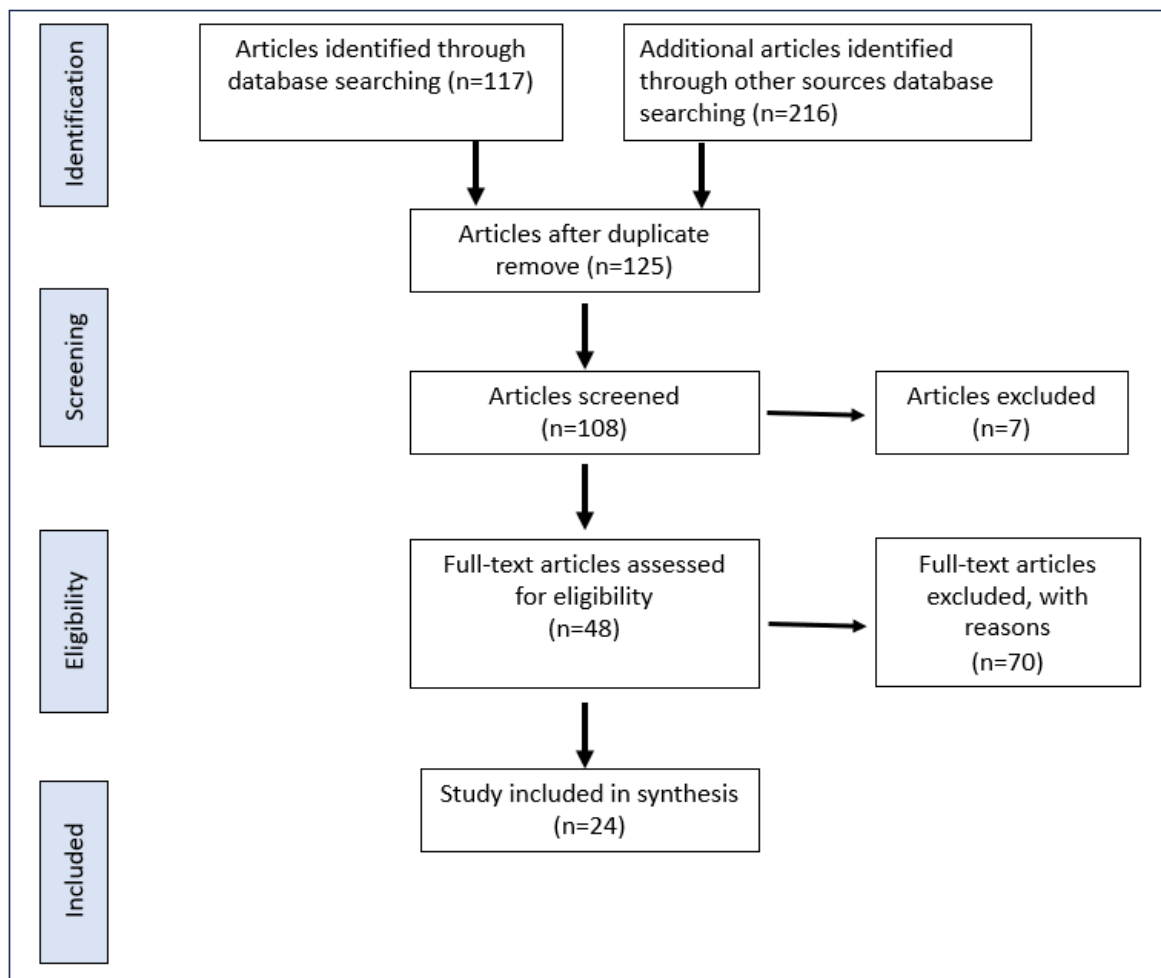 Identification
Articles identified through
database searching (n=117)
Additional articles identified
through other sources database
searching (n=216)
Articles after duplicate
remove (n=125)
Screening
Articles screened
(n=108)
Articles excluded
(n=7)
Eligibility
Full-text articles assessed
for eligibility
(n=48)
Full-text articles
excluded, with
reasons
(n=70)
Included
Study included in synthesis
(n=24)